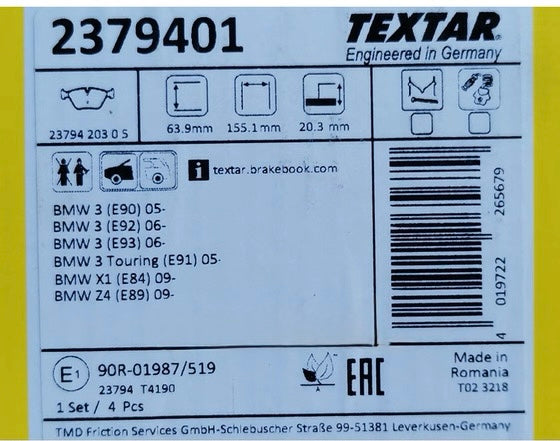 2379401
TEXTAR
Engineered in Germany
23794 203 0 5
63.9mm
155.1mm
20.3 mm
i textar.brakebook.com
BMW 3 (E90) 05-
BMW 3 (E92) 06-
BMW 3 (E93) 06-
BMW 3 Touring (E91) 05-
BMW X1 (E84) 09-
BMW Z4 (E89) 09-
4 019722 265679
E1
90R-01987/519
23794 T4190
1 Set / 4 Pcs
EAC
Made in
Romania
T02 3218
TMD Friction Services GmbH-Schlebuscher Straße 99-51381 Leverkusen-Germany